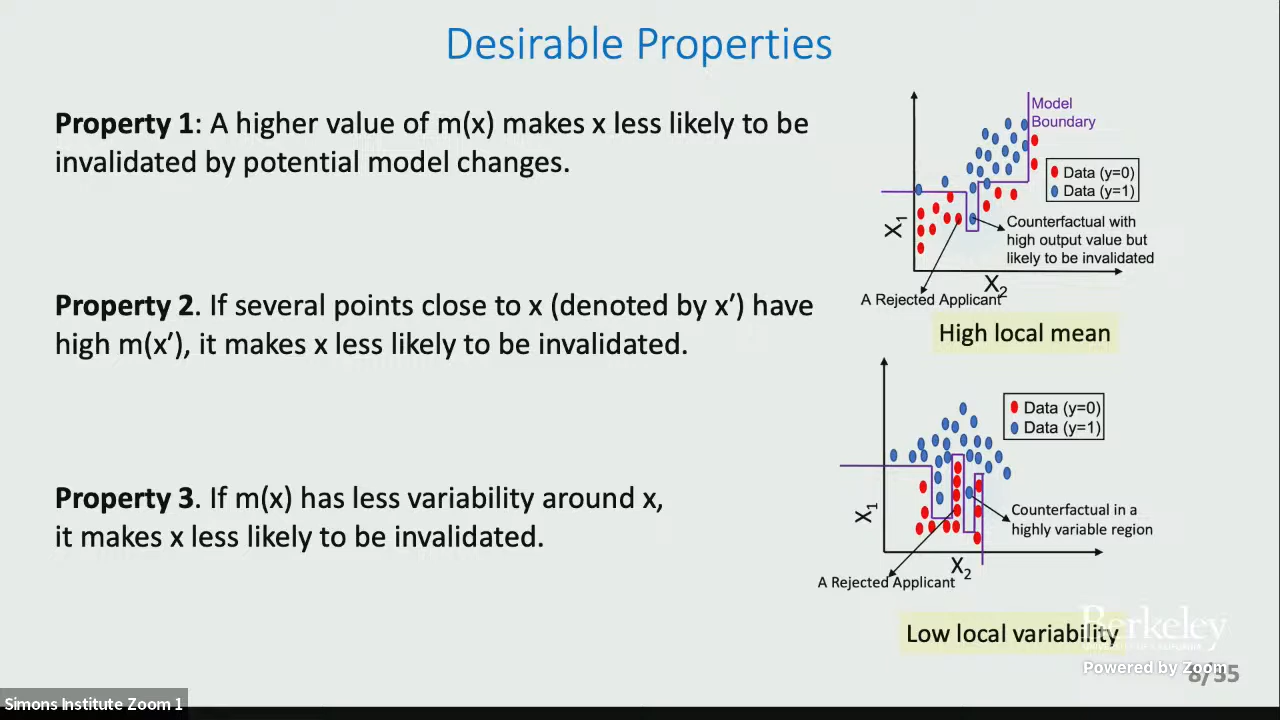 Desirable Properties
Property 1: A higher value of m(x) makes x less likely to be
invalidated by potential model changes.
Model
Boundary
Data (y=0)
Data (y=1)
Counterfactual with
high output value but
likely to be invalidated
X1
X2
A Rejected Applicant
High local mean
Property 2. If several points close to x (denoted by x′) have
high m(x′), it makes x less likely to be invalidated.
Data (y=0)
Data (y=1)
Counterfactual in a
highly variable region
X1
X2
A Rejected Applicant
Low local variability
Property 3. If m(x) has less variability around x,
it makes x less likely to be invalidated.
Berkeley
UNIVERSITY OF CALIFORNIA
Powered by Zoom
8/35
Simons Institute Zoom 1